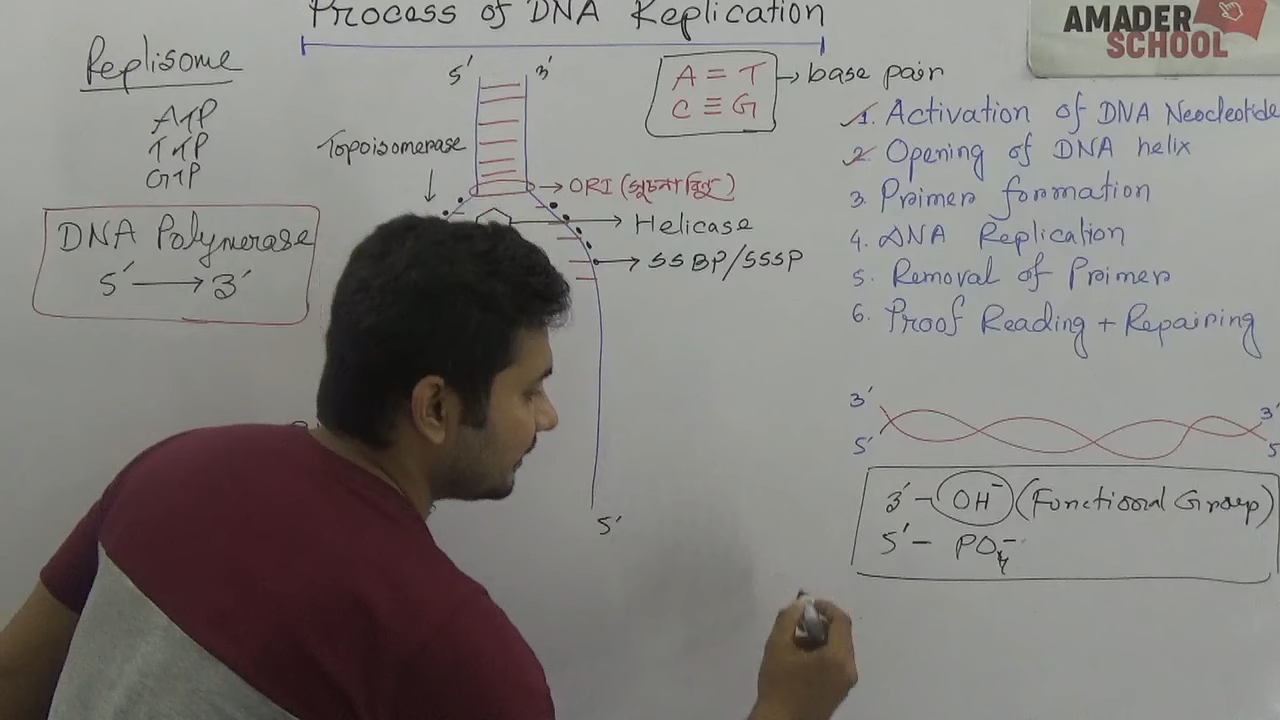 Process of DNA Replication
AMADER
SCHOOL
Replisome
ATP
TTP
GTP
DNA Polymerase
5′ → 3′
5′ 3′
Topoisomerase
A = T → base pair
C ≡ G
→ ORI (সূচনা বিন্দু)
→ Helicase
→ SSBP/SSSP
5′
1. Activation of DNA Neocleotide
2. Opening of DNA helix
3. Primer formation
4. DNA Replication
5. Removal of Primer
6. Proof Reading + Repairing
3′ 3′
5′ 5
3′ - OH⁻ (Functional Group)
5′ - PO₄⁻